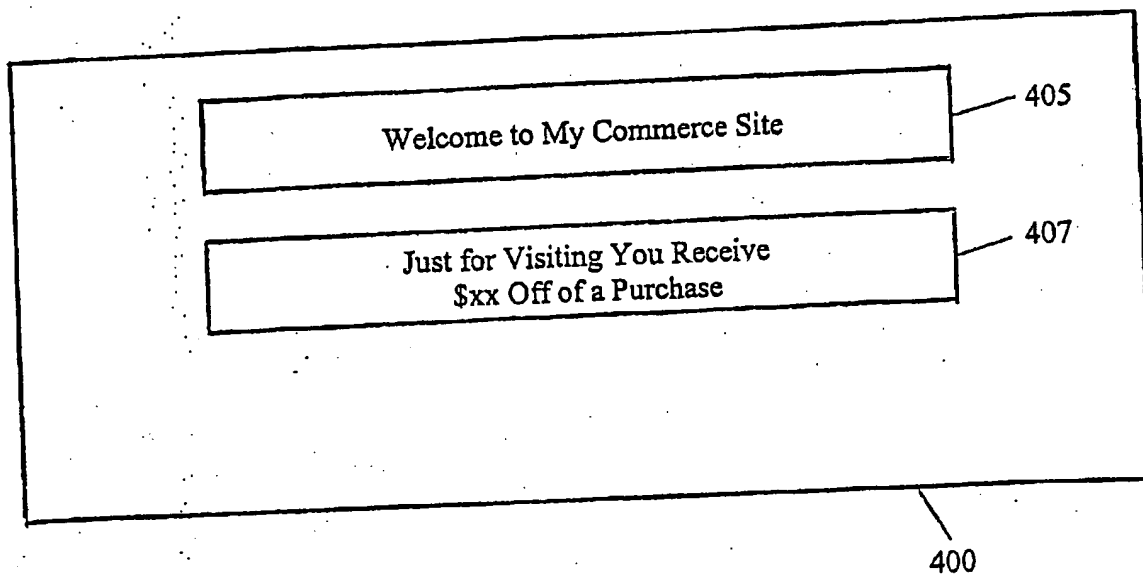 Welcome to My Commerce Site
405
Just for Visiting You Receive
$xx Off of a Purchase
407
400